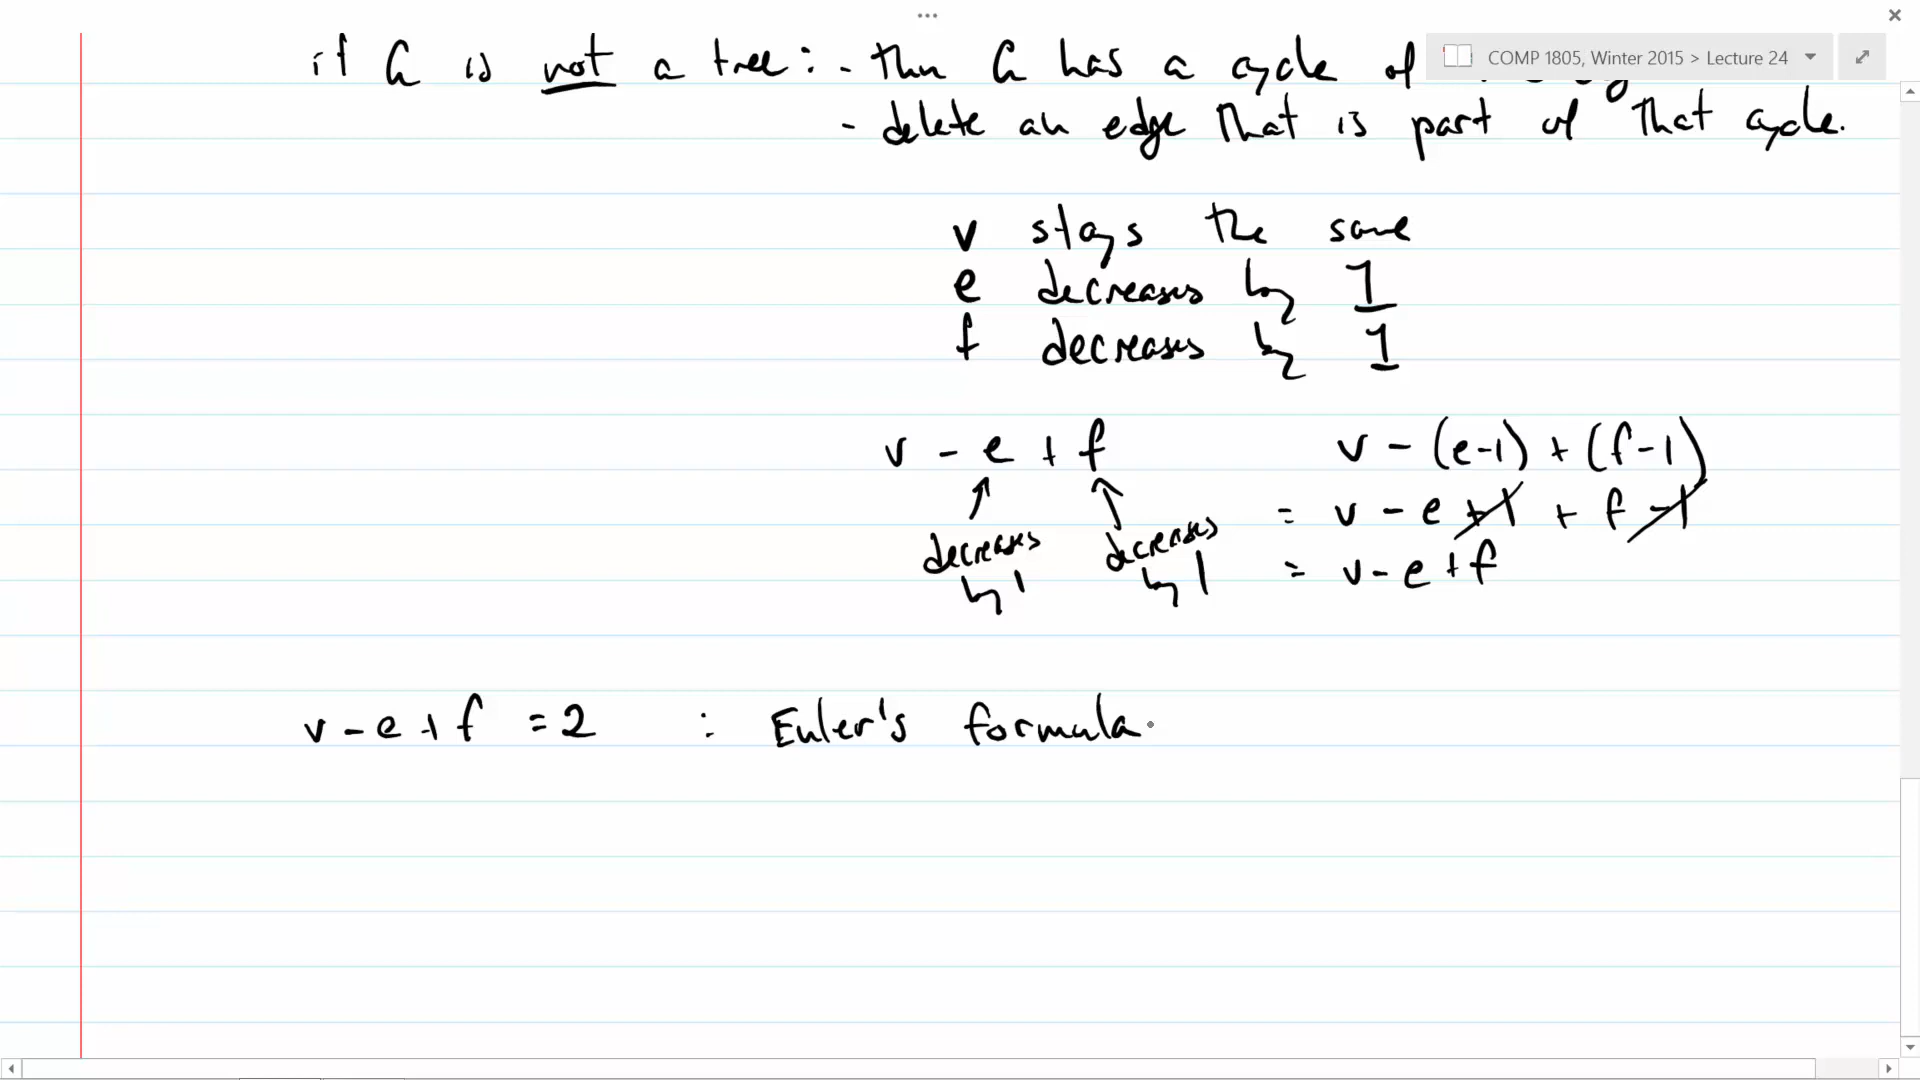 if G is not a tree: - then G has a cycle of
COMP 1805, Winter 2015 > Lecture 24
- delete an edge that is part of that cycle.
v stays the same
e decreases by 1
f decreases by 1
v - e + f
decreases by 1
decreases by 1
v - (e-1) + (f-1)
= v - e +1 + f -1
= v - e + f
v - e + f = 2 : Euler's formula.